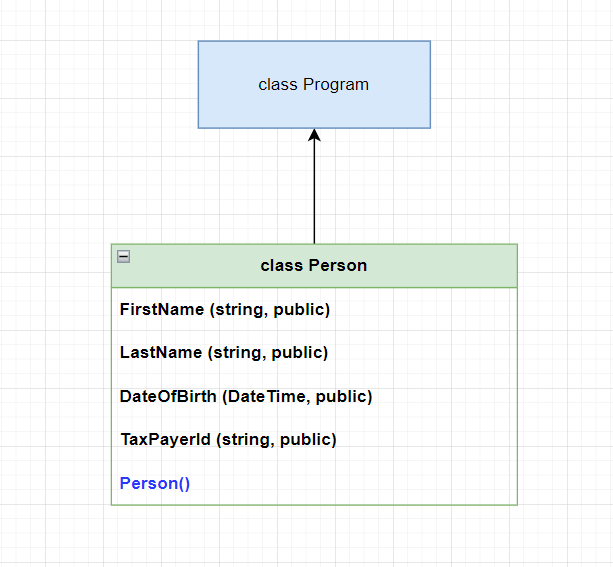 class Program
class Person
FirstName (string, public)
LastName (string, public)
DateOfBirth (DateTime, public)
TaxPayerId (string, public)
Person()